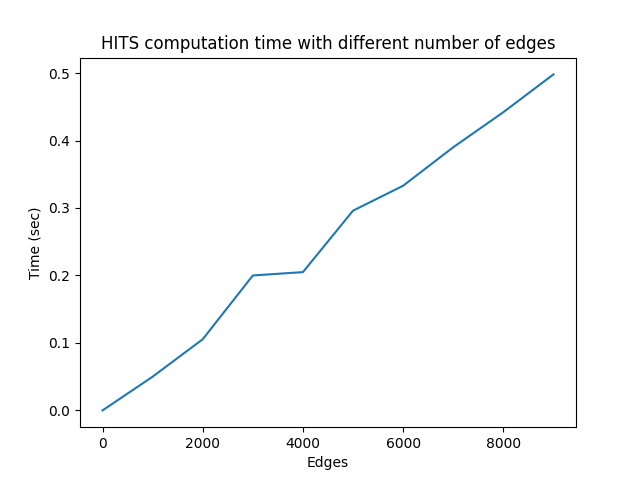 HITS computation time with different number of edges
0.5
0.4
0.3
0.2
0.1
0.0
Time (sec)
0 2000 4000 6000 8000
Edges